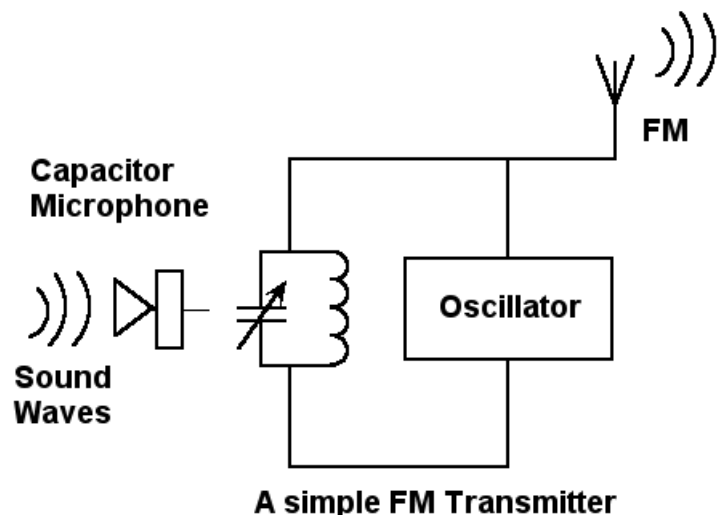 FM
Capacitor
Microphone
Oscillator
Sound
Waves
A simple FM Transmitter